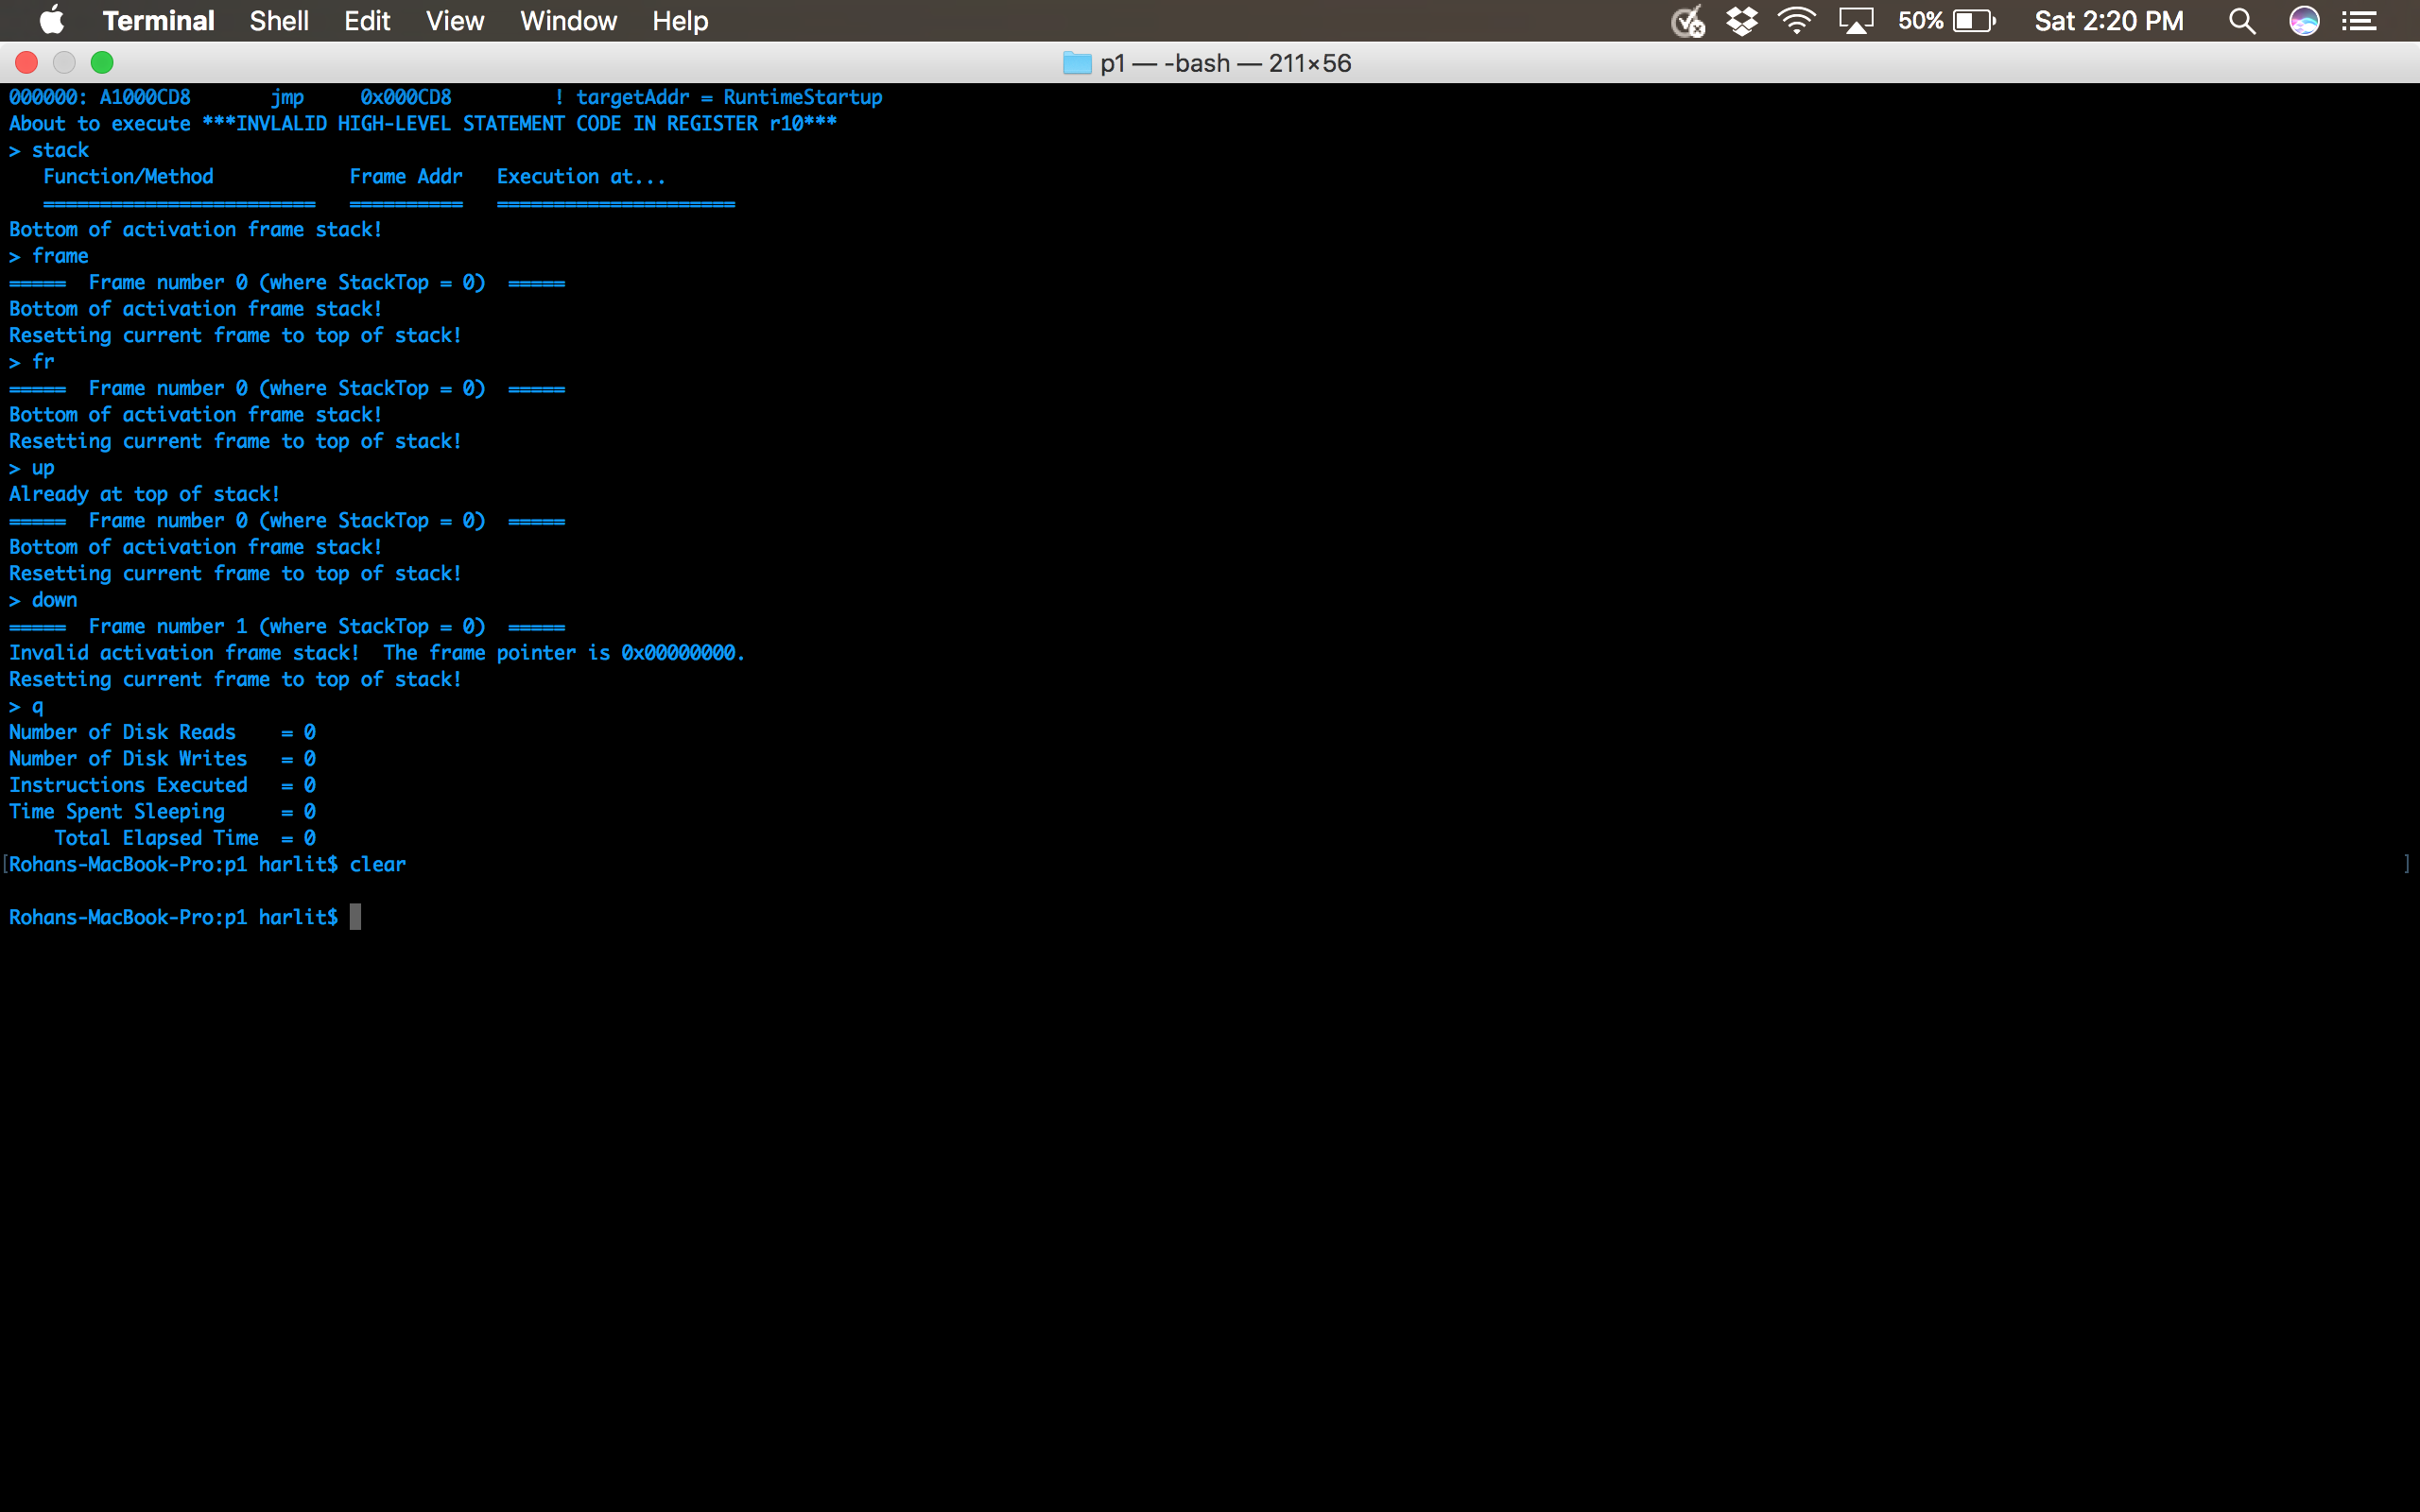 Terminal Shell Edit View Window Help 50% Sat 2:20 PM
p1 — -bash — 211×56
000000: A1000CD8       jmp     0x000CD8         ! targetAddr = RuntimeStartup
About to execute ***INVLALID HIGH-LEVEL STATEMENT CODE IN REGISTER r10***
> stack
   Function/Method            Frame Addr   Execution at...
   ========================   ==========   =====================
Bottom of activation frame stack!
> frame
=====  Frame number 0 (where StackTop = 0)  =====
Bottom of activation frame stack!
Resetting current frame to top of stack!
> fr
=====  Frame number 0 (where StackTop = 0)  =====
Bottom of activation frame stack!
Resetting current frame to top of stack!
> up
Already at top of stack!
=====  Frame number 0 (where StackTop = 0)  =====
Bottom of activation frame stack!
Resetting current frame to top of stack!
> down
=====  Frame number 1 (where StackTop = 0)  =====
Invalid activation frame stack!  The frame pointer is 0x00000000.
Resetting current frame to top of stack!
> q
Number of Disk Reads    = 0
Number of Disk Writes   = 0
Instructions Executed   = 0
Time Spent Sleeping     = 0
    Total Elapsed Time  = 0
[Rohans-MacBook-Pro:p1 harlit$ clear ]
Rohans-MacBook-Pro:p1 harlit$